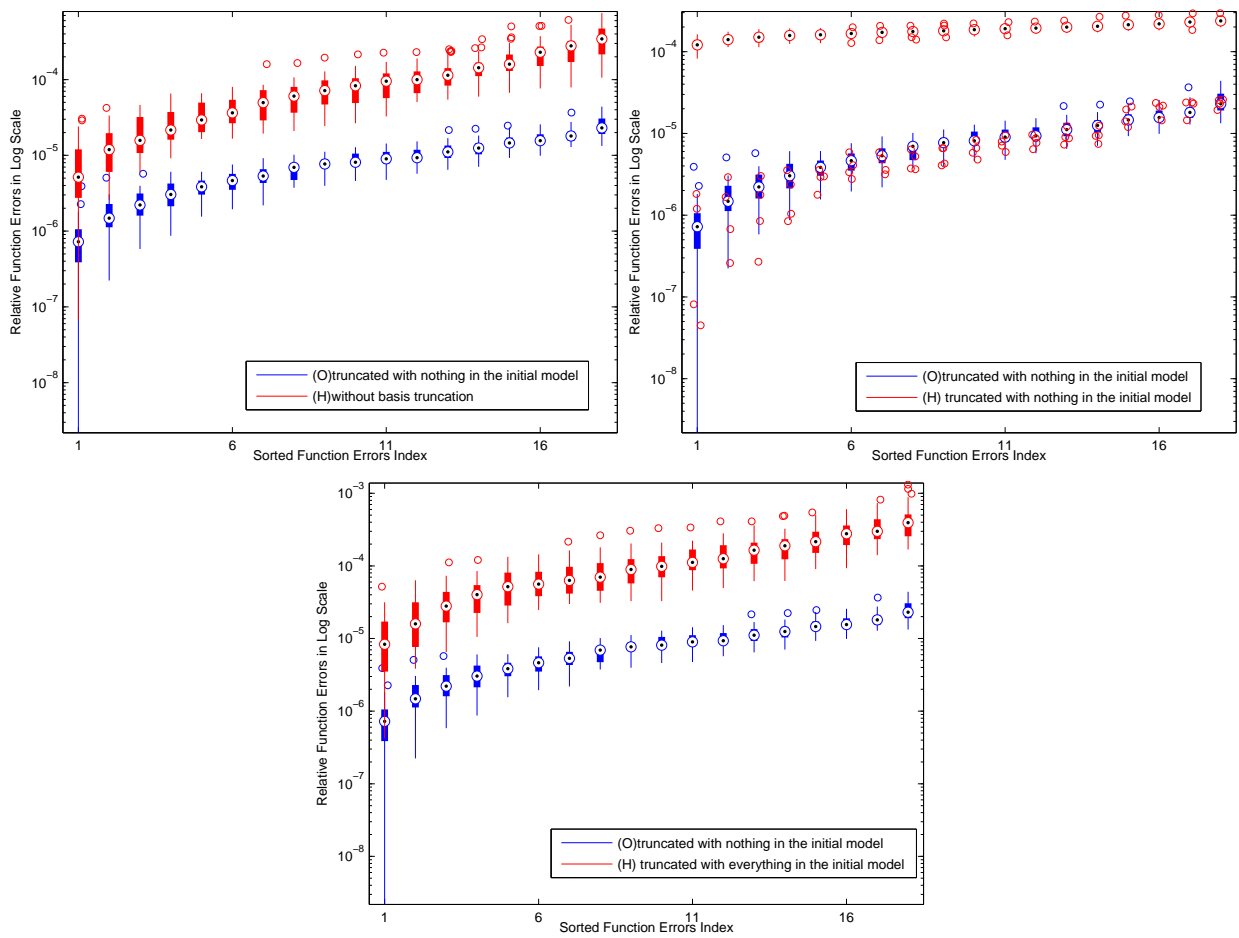 10⁻⁴
10⁻⁵
10⁻⁶
10⁻⁷
10⁻⁸
Relative Function Errors in Log Scale
(O)truncated with nothing in the initial model
(H)without basis truncation
1 6 11 16
Sorted Function Errors Index
10⁻⁴
10⁻⁵
10⁻⁶
10⁻⁷
10⁻⁸
Relative Function Errors in Log Scale
(O)truncated with nothing in the initial model
(H) truncated with nothing in the initial model
1 6 11 16
Sorted Function Errors Index
10⁻³
10⁻⁴
10⁻⁵
10⁻⁶
10⁻⁷
10⁻⁸
Relative Function Errors in Log Scale
(O)truncated with nothing in the initial model
(H) truncated with everything in the initial model
1 6 11 16
Sorted Function Errors Index